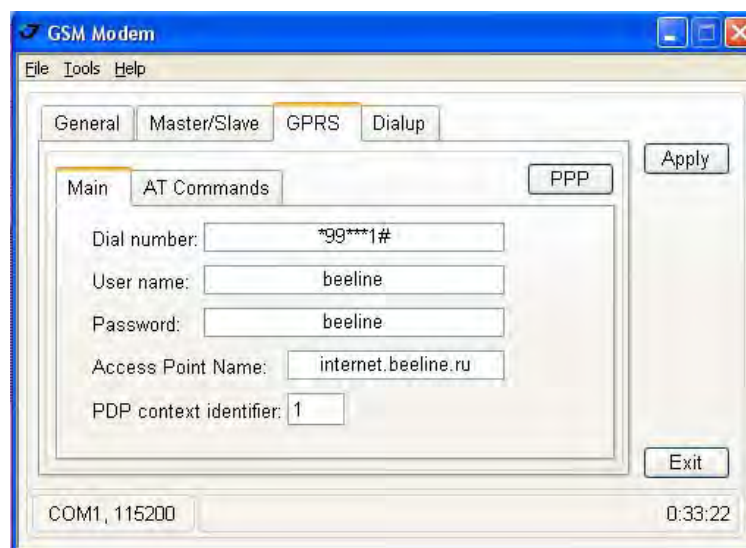 GSM Modem
File Tools Help
General Master/Slave GPRS Dialup
Apply
Main AT Commands PPP
Dial number: *99***1#
User name: beeline
Password: beeline
Access Point Name: internet.beeline.ru
PDP context identifier: 1
Exit
COM1, 115200 0:33:22